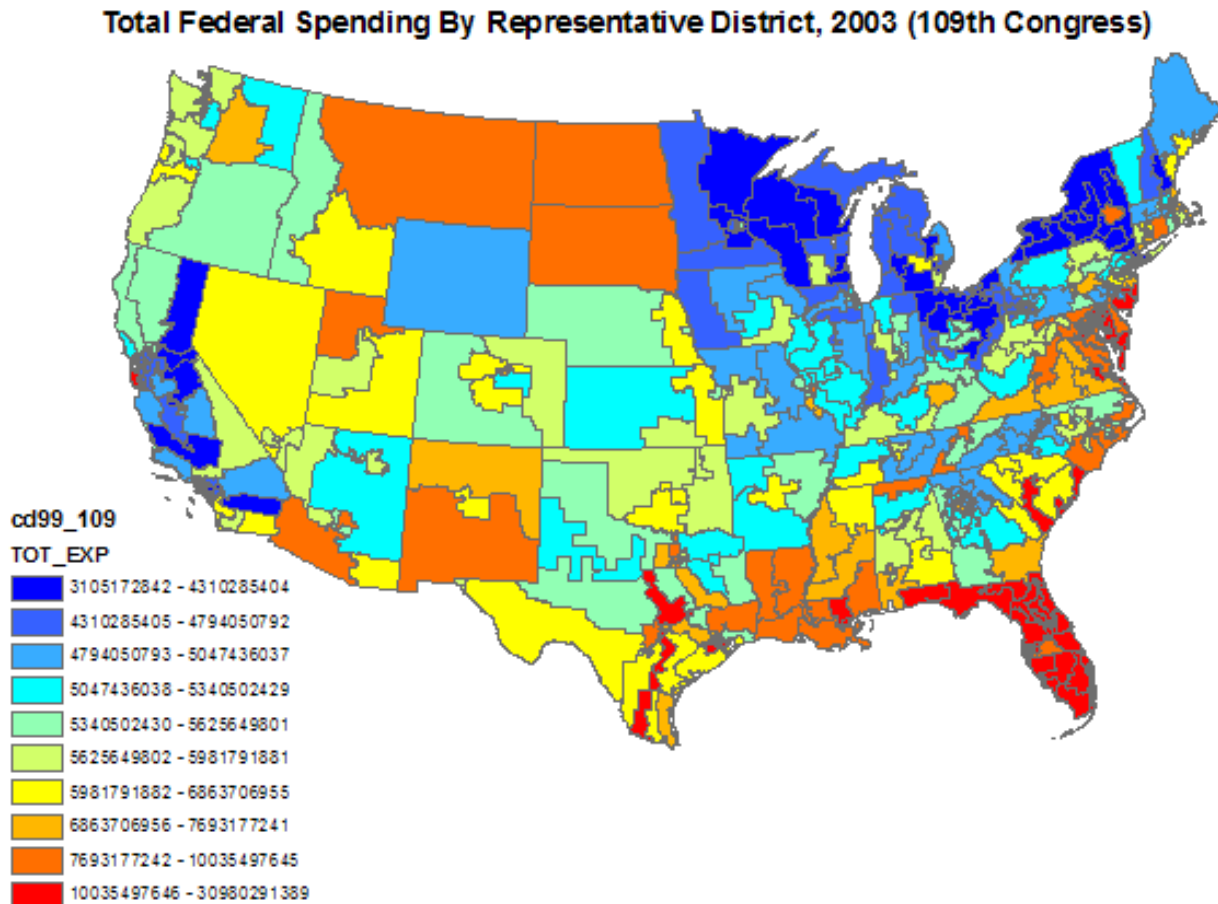 Total Federal Spending By Representative District, 2003 (109th Congress)
cd99_109
TOT_EXP
3105172842 - 4310285404
4310285405 - 4794050792
4794050793 - 5047436037
5047436038 - 5340502429
5340502430 - 5625649801
5625649802 - 5981791881
5981791882 - 6863706955
6863706956 - 7693177241
7693177242 - 10035497645
10035497646 - 30980291389